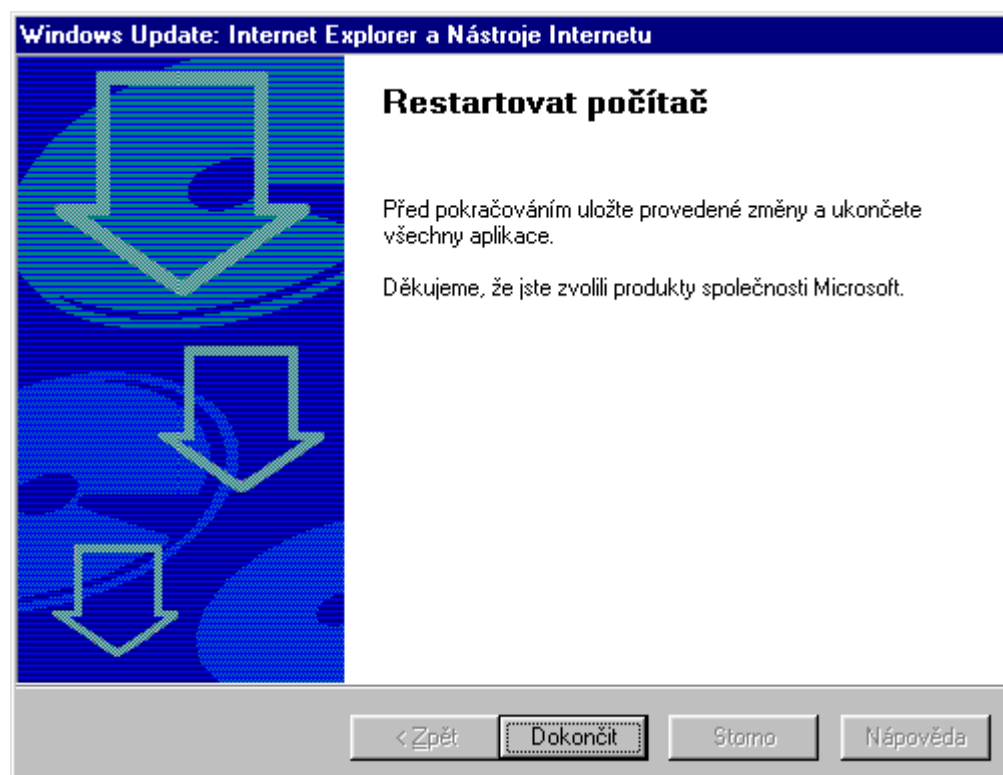 Windows Update: Internet Explorer a Nástroje Internetu
Restartovat počítač
Před pokračováním uložte provedené změny a ukončete
všechny aplikace.
Děkujeme, že jste zvolili produkty společnosti Microsoft.
< Zpět
Dokončit
Storno
Nápověda